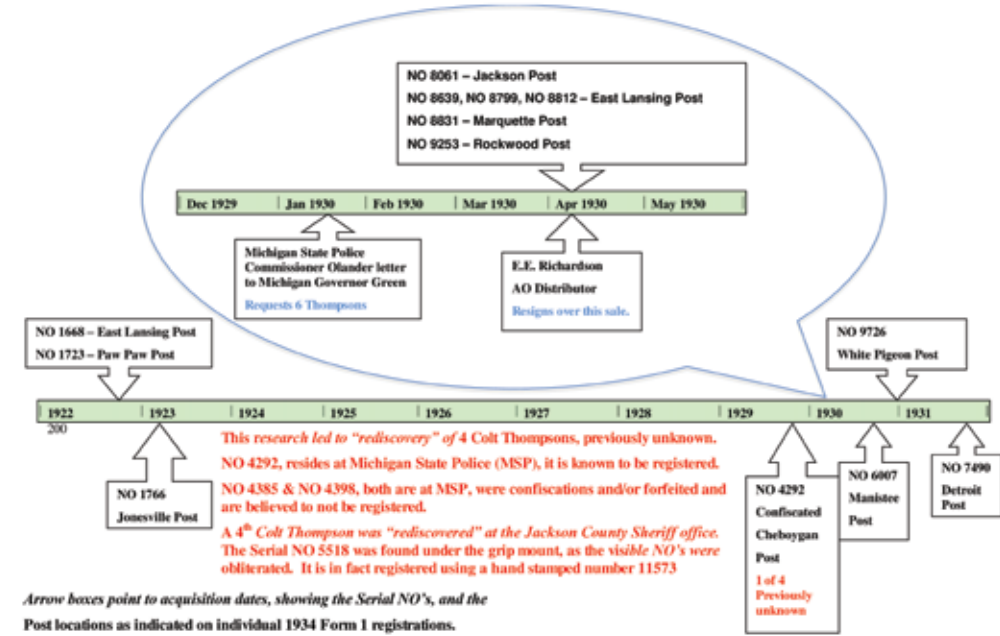 NO 8061 – Jackson Post
NO 8639, NO 8799, NO 8812 – East Lansing Post
NO 8831 – Marquette Post
NO 9253 – Rockwood Post
Dec 1929
Jan 1930
Feb 1930
Mar 1930
Apr 1930
May 1930
Michigan State Police
Commissioner Olander letter
to Michigan Governor Green
Requests 6 Thompsons
E.E. Richardson
AO Distributor
Resigns over this sale.
NO 1668 – East Lansing Post
NO 1723 – Paw Paw Post
NO 9726
White Pigeon Post
1922
1923
1924
1925
1926
1927
1928
1929
1930
1931
200
NO 1766
Jonesville Post
This research led to “rediscovery” of 4 Colt Thompsons, previously unknown.
NO 4292, resides at Michigan State Police (MSP), it is known to be registered.
NO 4385 & NO 4398, both are at MSP, were confiscations and/or forfeited and
are believed to not be registered.
A 4th Colt Thompson was “rediscovered” at the Jackson County Sheriff office.
The Serial NO 5518 was found under the grip mount, as the visible NO’s were
obliterated. It is in fact registered using a hand stamped number 11573
NO 4292
Confiscated
Cheboygan
Post
1 of 4
Previously
unknown
NO 6007
Manistee
Post
NO 7490
Detroit
Post
Arrow boxes point to acquisition dates, showing the Serial NO’s, and the
Post locations as indicated on individual 1934 Form 1 registrations.